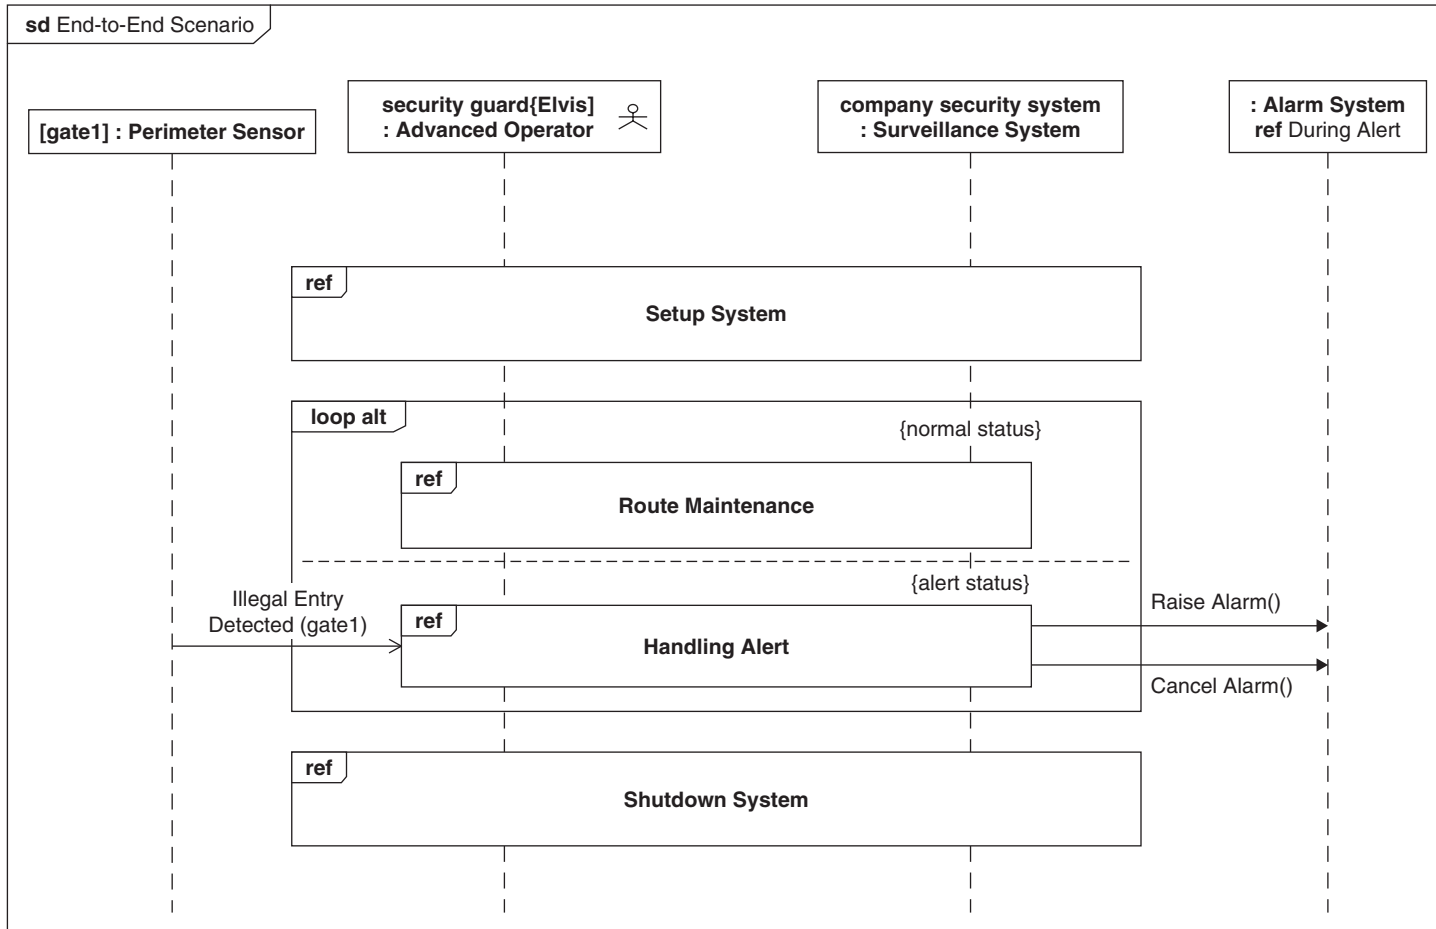 sd End-to-End Scenario
[gate1] : Perimeter Sensor
security guard{Elvis]
: Advanced Operator
company security system
: Surveillance System
: Alarm System
ref During Alert
ref
Setup System
loop alt
{normal status}
ref
Route Maintenance
{alert status}
Illegal Entry
Detected (gate1)
ref
Handling Alert
Raise Alarm()
Cancel Alarm()
ref
Shutdown System